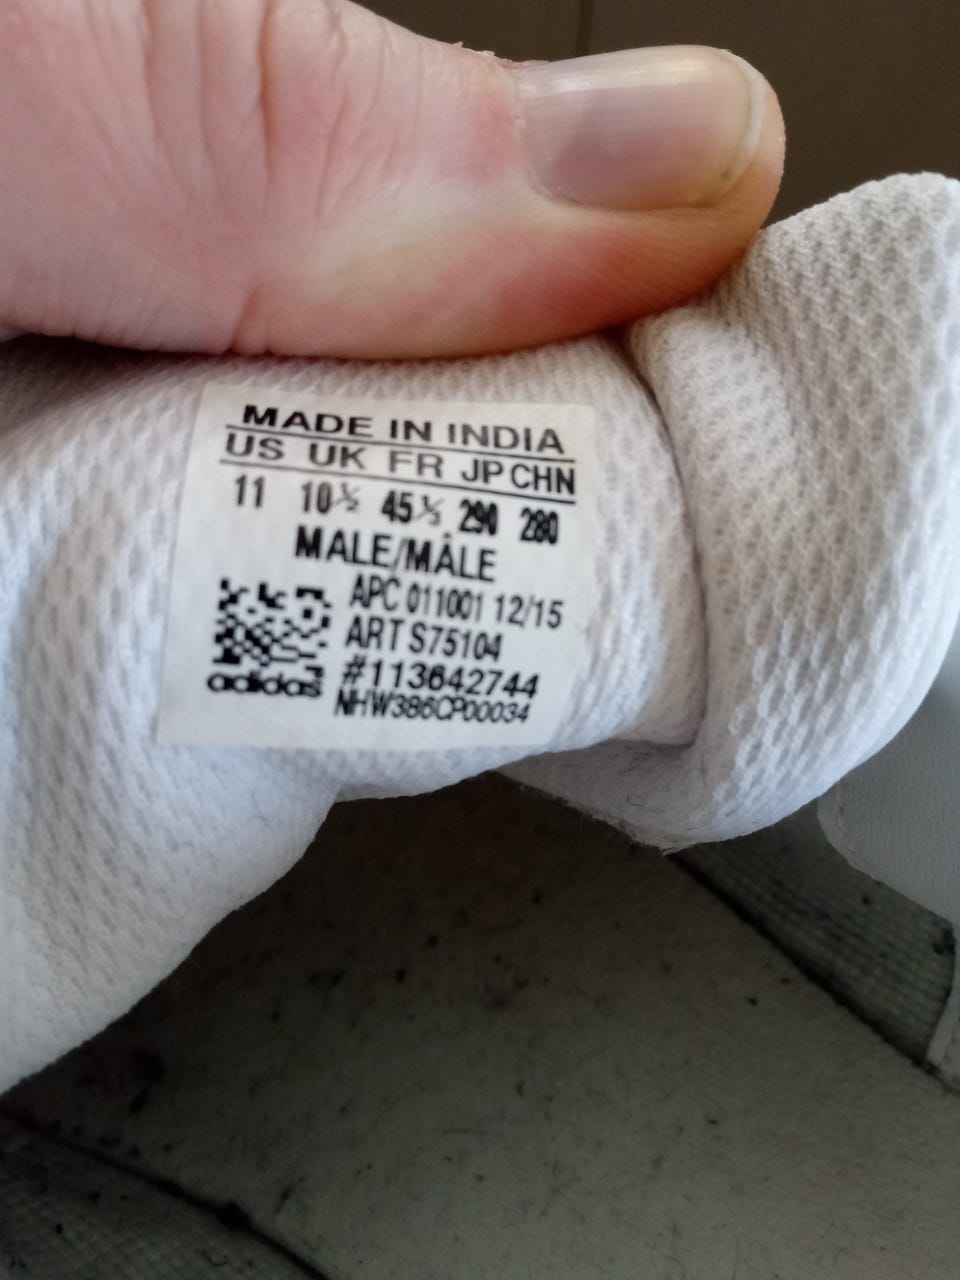 MADE IN INDIA
US UK FR JP CHN
11 10½ 45⅓ 290 280
MALE/MÂLE
APC 011001 12/15
ART S75104
#113642744
adidas NHW386CP00034